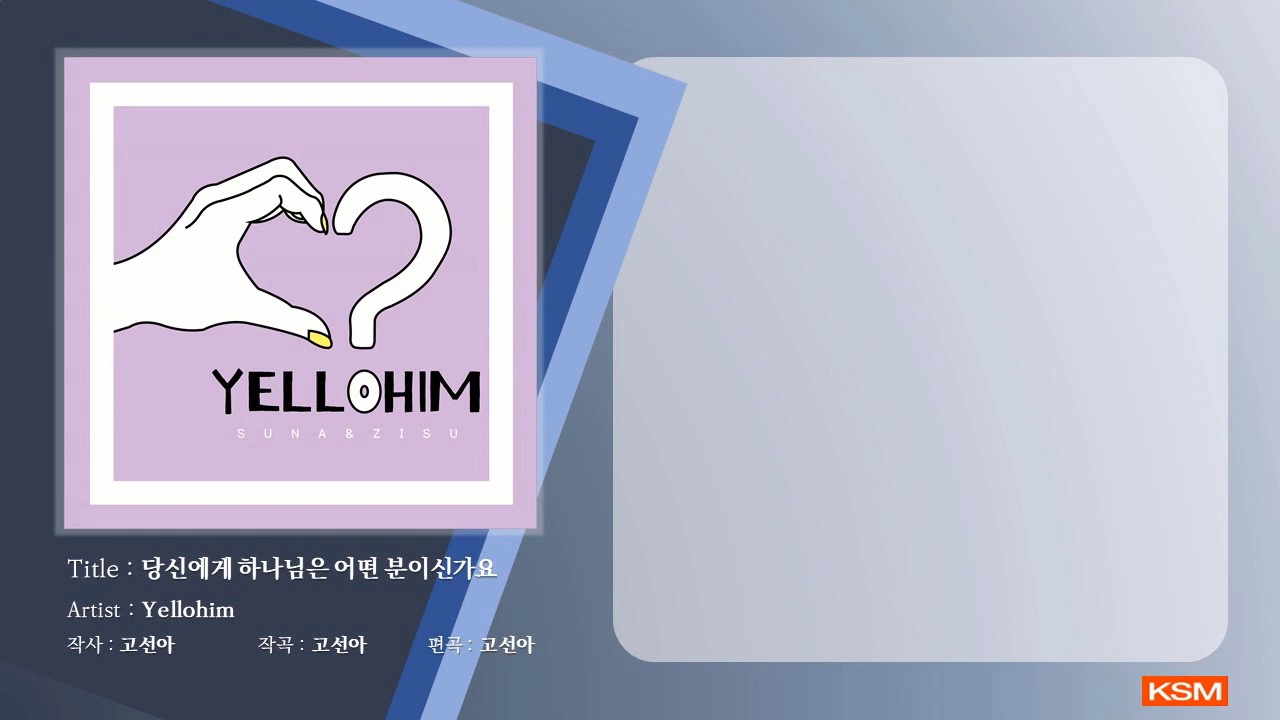 YELLOHIM
SUNA&ZISU
Title : 당신에게 하나님은 어떤 분이신가요
Artist : Yellohim
작사 : 고선아 작곡 : 고선아 편곡 : 고선아
KSM